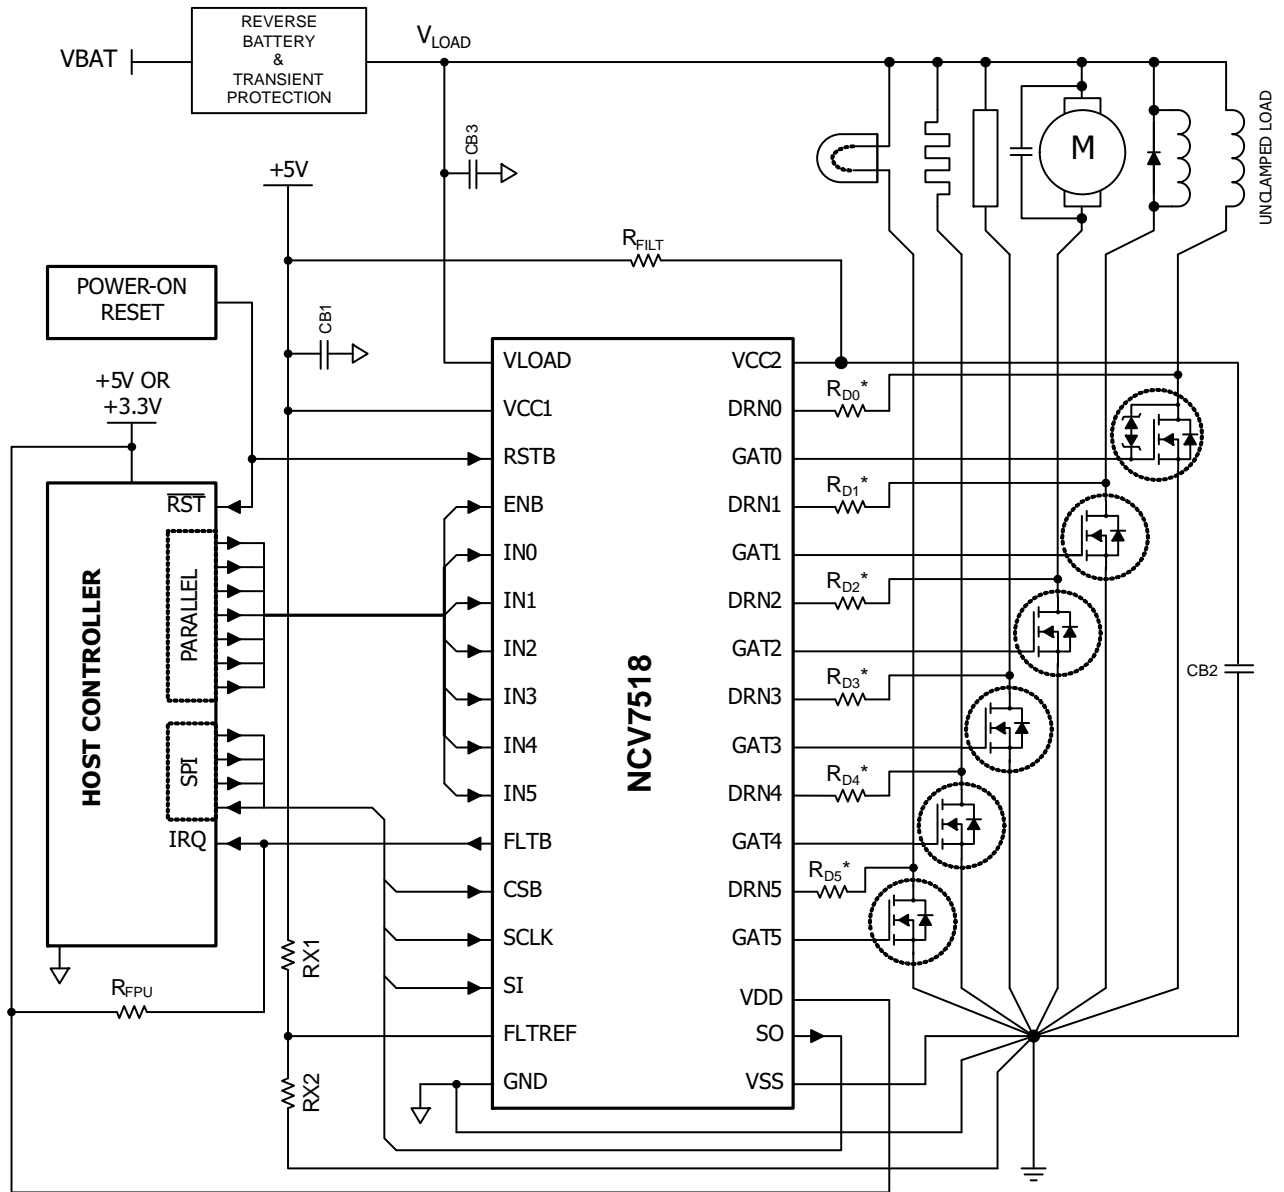 REVERSE
BATTERY
&
TRANSIENT
PROTECTION
VBAT
VLOAD
CB3
+5V
M
UNCLAMPED LOAD
RFILT
POWER-ON
RESET
CB1
+5V OR
+3.3V
HOST CONTROLLER
RST
PARALLEL
SPI
IRQ
RFPU
RX1
RX2
NCV7518
VLOAD
VCC1
RSTB
ENB
IN0
IN1
IN2
IN3
IN4
IN5
FLTB
CSB
SCLK
SI
FLTREF
GND
VCC2
DRN0
GAT0
DRN1
GAT1
DRN2
GAT2
DRN3
GAT3
DRN4
GAT4
DRN5
GAT5
VDD
SO
VSS
RD0*
RD1*
RD2*
RD3*
RD4*
RD5*
CB2